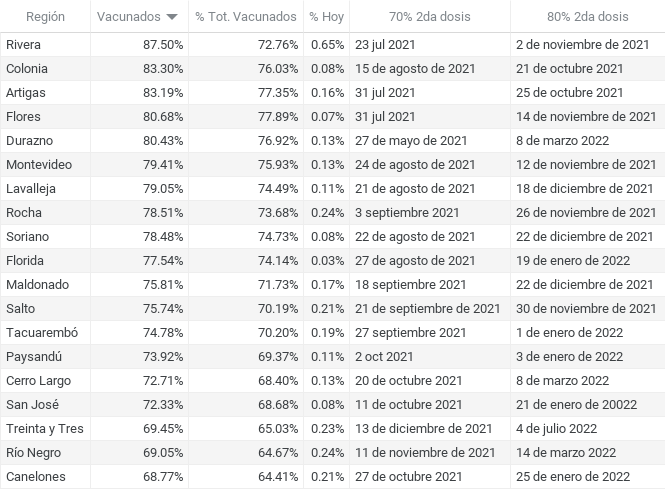 Región Vacunados % Tot. Vacunados % Hoy 70% 2da dosis 80% 2da dosis
Rivera 87.50% 72.76% 0.65% 23 jul 2021 2 de noviembre de 2021
Colonia 83.30% 76.03% 0.08% 15 de agosto de 2021 21 de octubre 2021
Artigas 83.19% 77.35% 0.16% 31 jul 2021 25 de octubre 2021
Flores 80.68% 77.89% 0.07% 31 jul 2021 14 de noviembre de 2021
Durazno 80.43% 76.92% 0.13% 27 de mayo de 2021 8 de marzo 2022
Montevideo 79.41% 75.93% 0.13% 24 de agosto de 2021 12 de noviembre de 2021
Lavalleja 79.05% 74.49% 0.11% 21 de agosto de 2021 18 de diciembre de 2021
Rocha 78.51% 73.68% 0.24% 3 septiembre 2021 26 de noviembre de 2021
Soriano 78.48% 74.73% 0.08% 22 de agosto de 2021 22 de diciembre de 2021
Florida 77.54% 74.14% 0.03% 27 de agosto de 2021 19 de enero de 2022
Maldonado 75.81% 71.73% 0.17% 18 septiembre 2021 22 de diciembre de 2021
Salto 75.74% 70.19% 0.21% 21 de septiembre de 2021 30 de noviembre de 2021
Tacuarembó 74.78% 70.20% 0.19% 27 septiembre 2021 1 de enero de 2022
Paysandú 73.92% 69.37% 0.11% 2 oct 2021 3 de enero de 2022
Cerro Largo 72.71% 68.40% 0.13% 20 de octubre 2021 8 de marzo 2022
San José 72.33% 68.68% 0.08% 11 de octubre 2021 21 de enero de 20022
Treinta y Tres 69.45% 65.03% 0.23% 13 de diciembre de 2021 4 de julio 2022
Río Negro 69.05% 64.67% 0.24% 11 de noviembre de 2021 14 de marzo de 2022
Canelones 68.77% 64.41% 0.21% 27 de octubre 2021 25 de enero de 2022